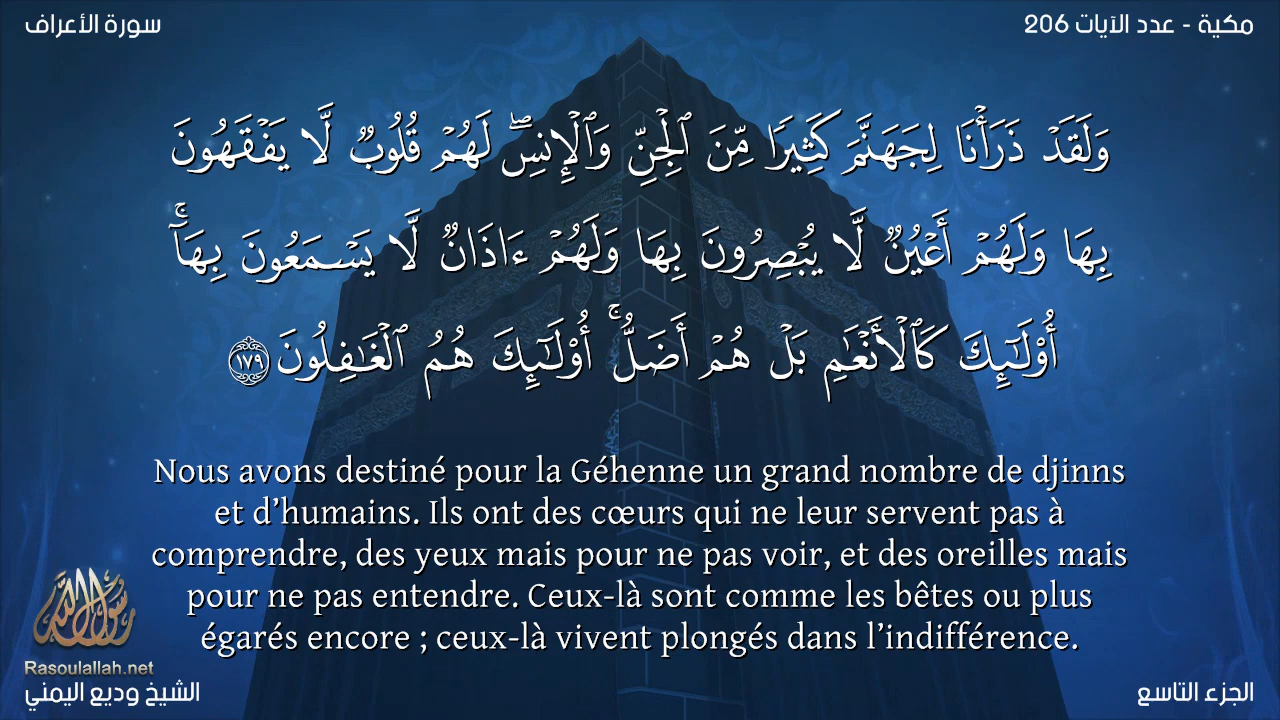 سورة الأعراف
مكية - عدد الآيات 206
وَلَقَدۡ ذَرَأۡنَا لِجَهَنَّمَ كَثِيرٗا مِّنَ ٱلۡجِنِّ وَٱلۡإِنسِۖ لَهُمۡ قُلُوبٞ لَّا يَفۡقَهُونَ
بِهَا وَلَهُمۡ أَعۡيُنٞ لَّا يُبۡصِرُونَ بِهَا وَلَهُمۡ ءَاذَانٞ لَّا يَسۡمَعُونَ بِهَآۚ
أُوْلَٰٓئِكَ كَٱلۡأَنۡعَٰمِ بَلۡ هُمۡ أَضَلُّۚ أُوْلَٰٓئِكَ هُمُ ٱلۡغَٰفِلُونَ ١٧٩
Nous avons destiné pour la Géhenne un grand nombre de djinns
et d’humains. Ils ont des cœurs qui ne leur servent pas à
comprendre, des yeux mais pour ne pas voir, et des oreilles mais
pour ne pas entendre. Ceux-là sont comme les bêtes ou plus
égarés encore ; ceux-là vivent plongés dans l’indifférence.
رسول الله
Rasoulallah.net
الشيخ وديع اليمني
الجزء التاسع